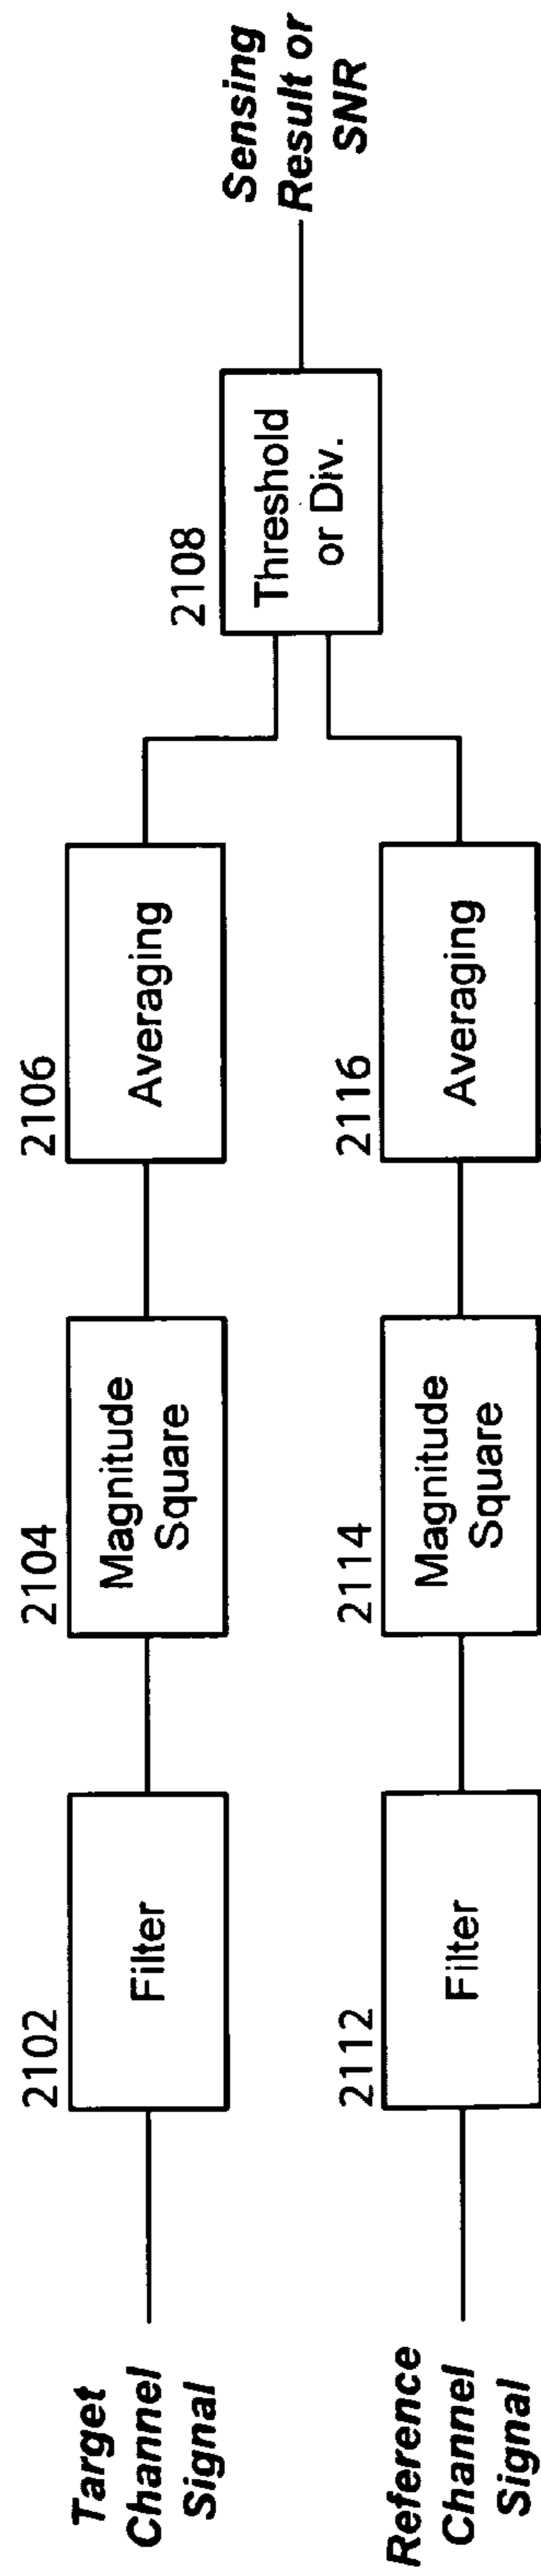 Target
Channel
Signal
2102
Filter
2104
Magnitude
Square
2106
Averaging
2108
Threshold
or Div.
Sensing
Result or
SNR
Reference
Channel
Signal
2112
Filter
2114
Magnitude
Square
2116
Averaging